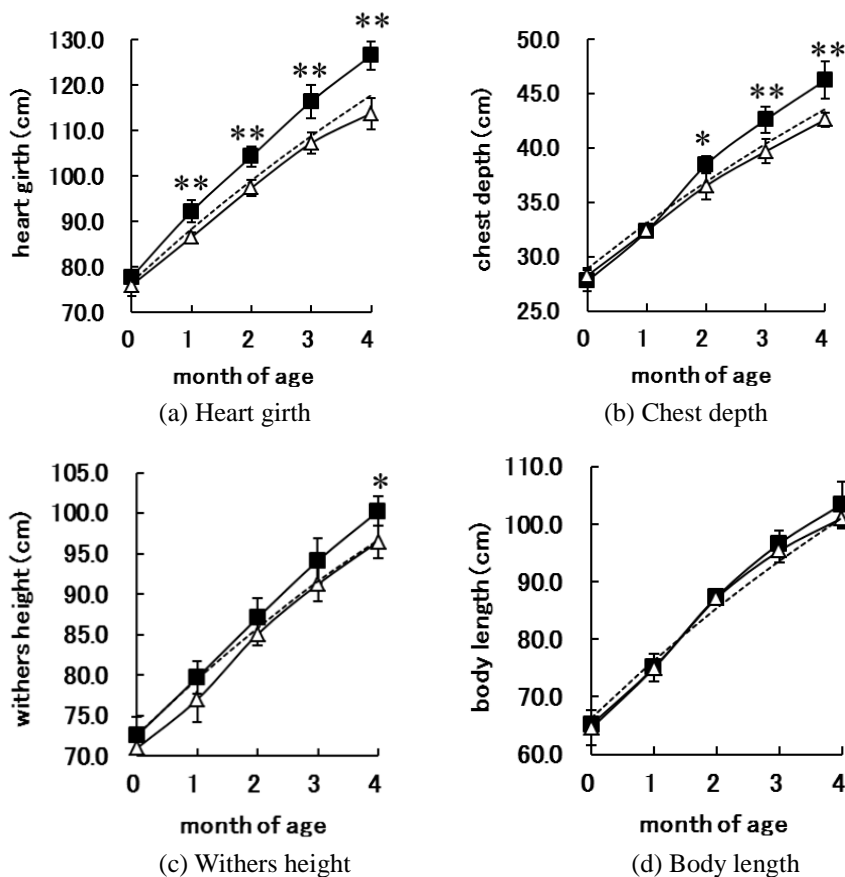 ** 
130.0
120.0
110.0
100.0
90.0
80.0
70.0
heart girth (cm)
** ** ** **
0 1 2 3 4
month of age
(a) Heart girth
50.0
45.0
40.0
35.0
30.0
25.0
chest depth (cm)
* ** **
0 1 2 3 4
month of age
(b) Chest depth
105.0
100.0
95.0
90.0
85.0
80.0
75.0
70.0
withers height (cm)
*
0 1 2 3 4
month of age
(c) Withers height
110.0
100.0
90.0
80.0
70.0
60.0
body length (cm)
0 1 2 3 4
month of age
(d) Body length